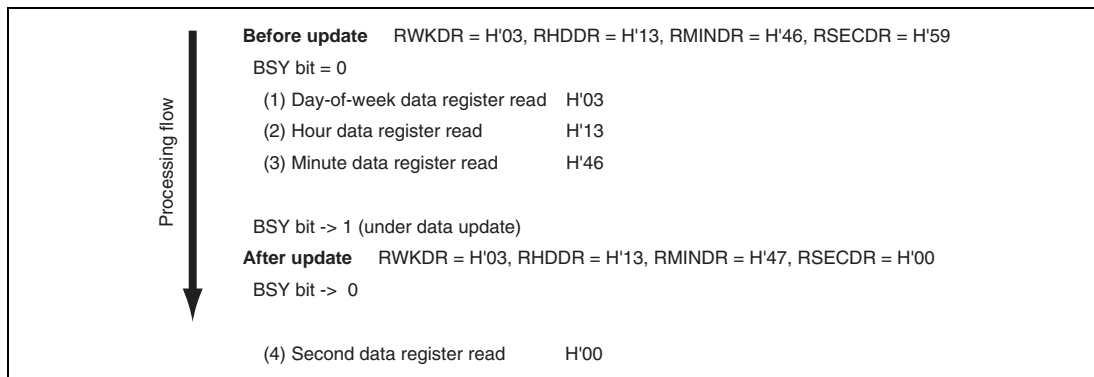 Processing flow
Before update RWKDR = H'03, RHDDR = H'13, RMINDR = H'46, RSECDR = H'59
BSY bit = 0
(1) Day-of-week data register read H'03
(2) Hour data register read H'13
(3) Minute data register read H'46
BSY bit -> 1 (under data update)
After update RWKDR = H'03, RHDDR = H'13, RMINDR = H'47, RSECDR = H'00
BSY bit -> 0
(4) Second data register read H'00